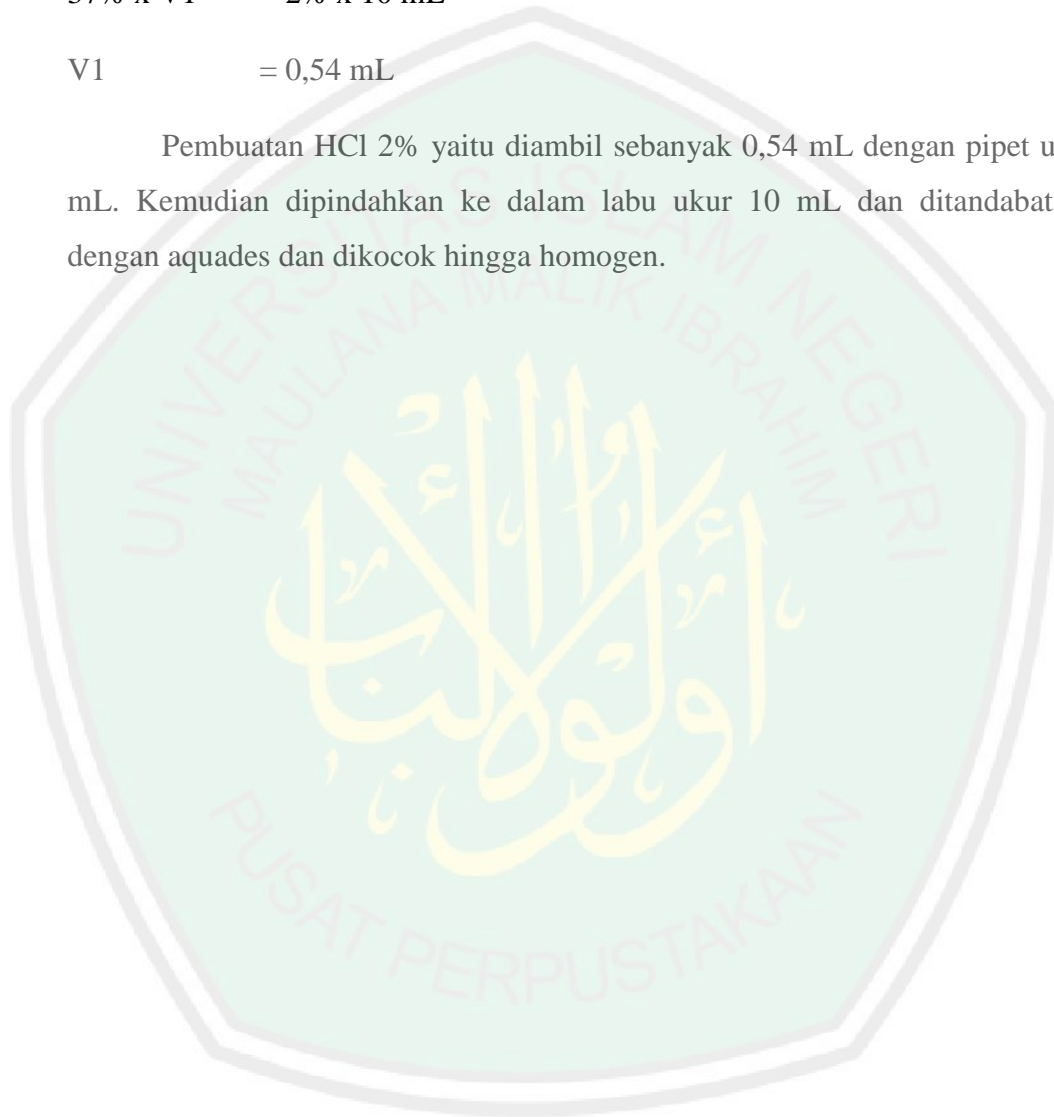 V1 = 0,54 mL
Pembuatan HCl 2% yaitu diambil sebanyak 0,54 mL dengan pipet u
mL. Kemudian dipindahkan ke dalam labu ukur 10 mL dan ditandabat
dengan aquades dan dikocok hingga homogen.
UNIVERSITAS ISLAM NEGERI
MAULANA MALIK IBRAHIM
أولوا الألباب
PUSAT PERPUSTAKAAN